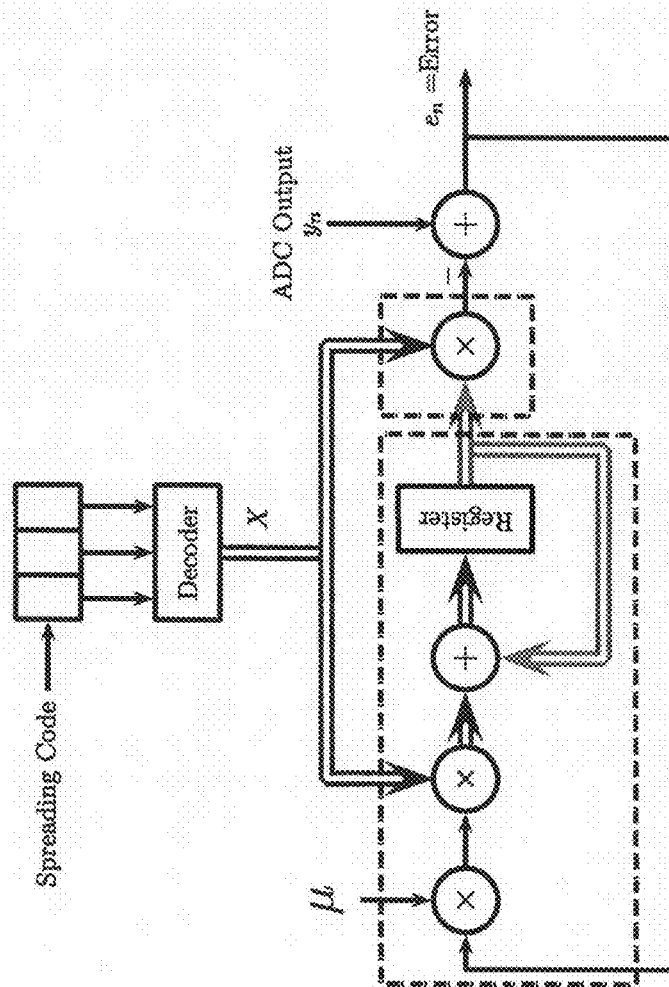 Spreading Code
Decoder
X
ADC Output
yₙ
eₙ =Error
−
+
×
Register
+
×
×
μ